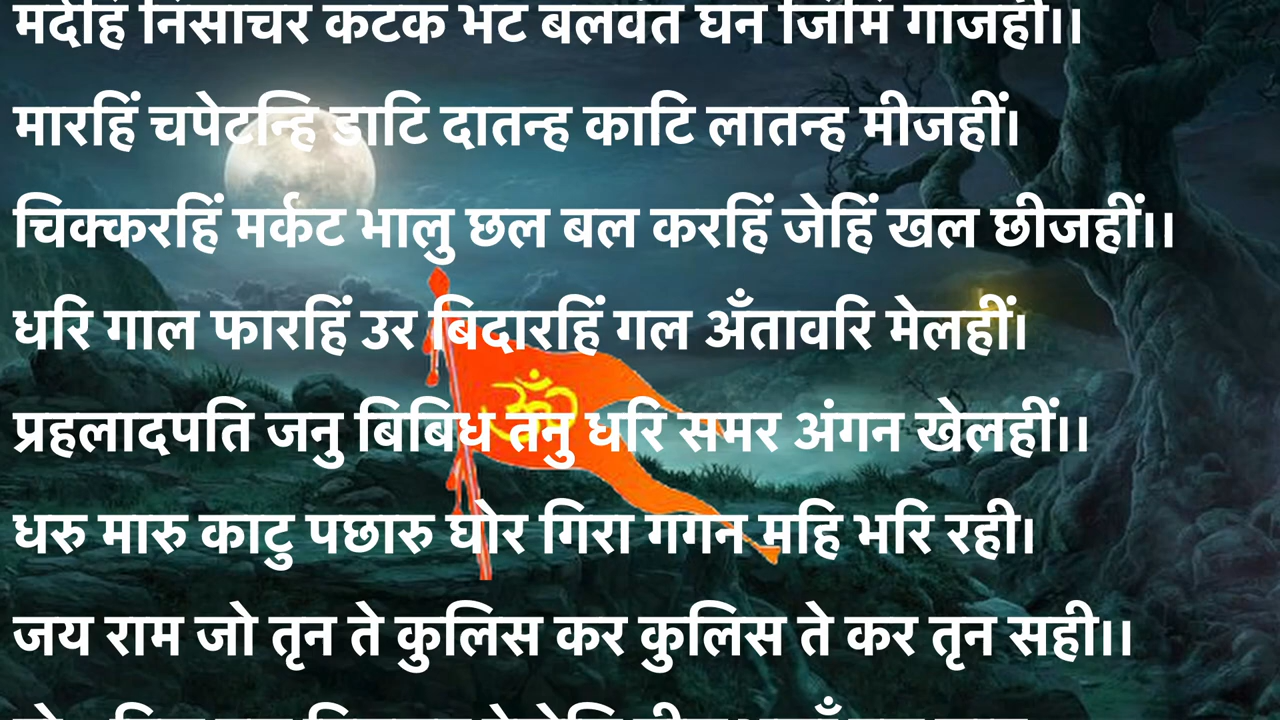 मर्दहिं निसाचर कटक भट बलवंत घन जिमि गाजहीं।।
मारहिं चपेटन्हि डाटि दातन्ह काटि लातन्ह मीजहीं।
चिक्करहिं मर्कट भालु छल बल करहिं जेहिं खल छीजहीं।।
धरि गाल फारहिं उर बिदारहिं गल अँतावरि मेलहीं।
प्रहलादपति जनु बिबिध तनु धरि समर अंगन खेलहीं।।
धरु मारु काटु पछारु घोर गिरा गगन महि भरि रही।
जय राम जो तृन ते कुलिस कर कुलिस ते कर तृन सही।।